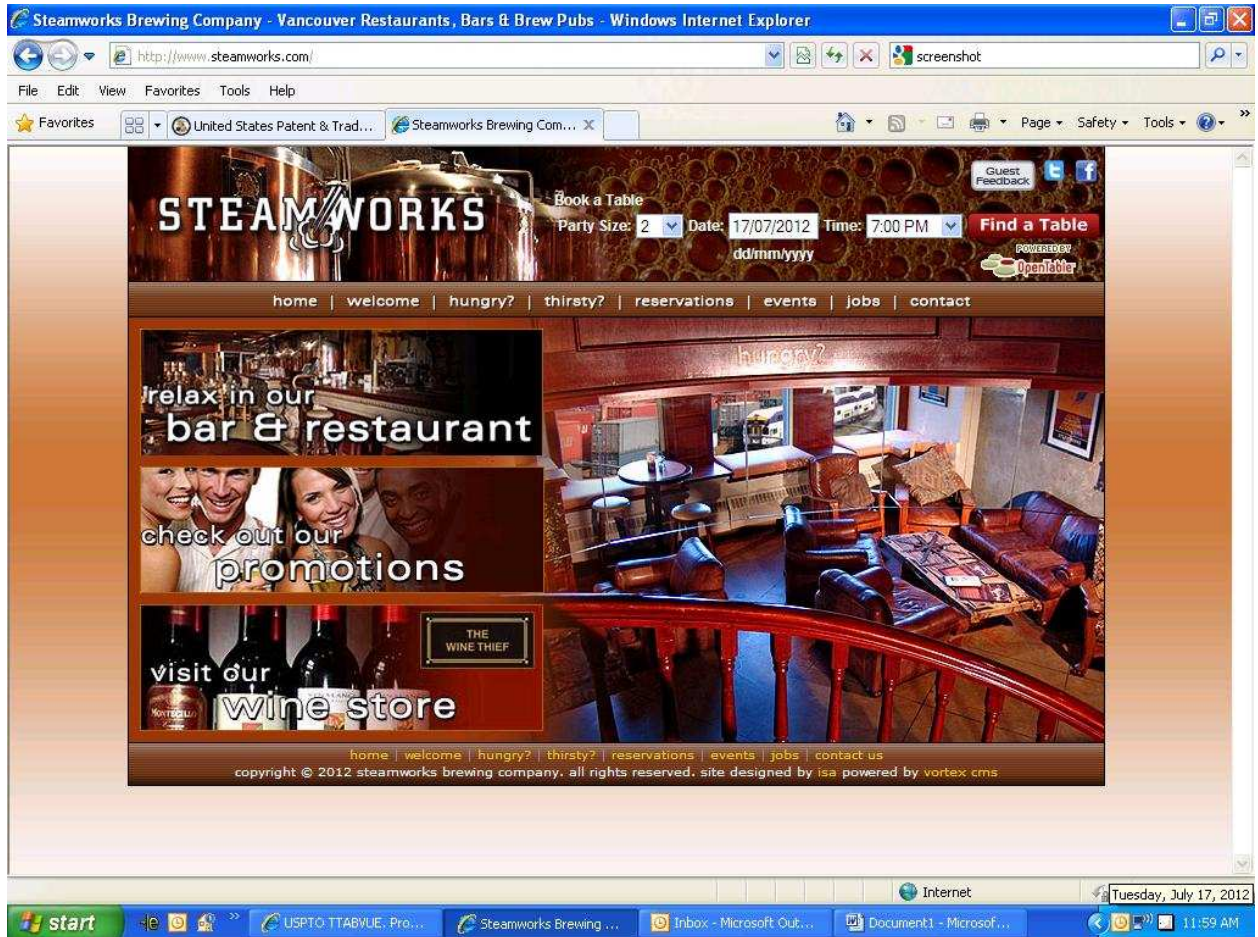 Steamworks Brewing Company - Vancouver Restaurants, Bars & Brew Pubs - Windows Internet Explorer
http://www.steamworks.com/
screenshot
File Edit View Favorites Tools Help
Favorites
United States Patent & Trad...
Steamworks Brewing Com... X
Page Safety Tools
Guest Feedback
STEAMWORKS
Book a Table
Party Size: 2 Date: 17/07/2012 Time: 7:00 PM Find a Table
dd/mm/yyyy
POWERED BY
OpenTable
home | welcome | hungry? | thirsty? | reservations | events | jobs | contact
hungry?
relax in our
bar & restaurant
check out our
promotions
THE
WINE THIEF
visit our
wine store
MONTECILLO
home | welcome | hungry? | thirsty? | reservations | events | jobs | contact us
copyright © 2012 steamworks brewing company. all rights reserved. site designed by isa powered by vortex cms
Internet
Tuesday, July 17, 2012
start
USPTO TTABVUE. Pro...
Steamworks Brewing ...
Inbox - Microsoft Out...
Document1 - Microsof...
11:59 AM